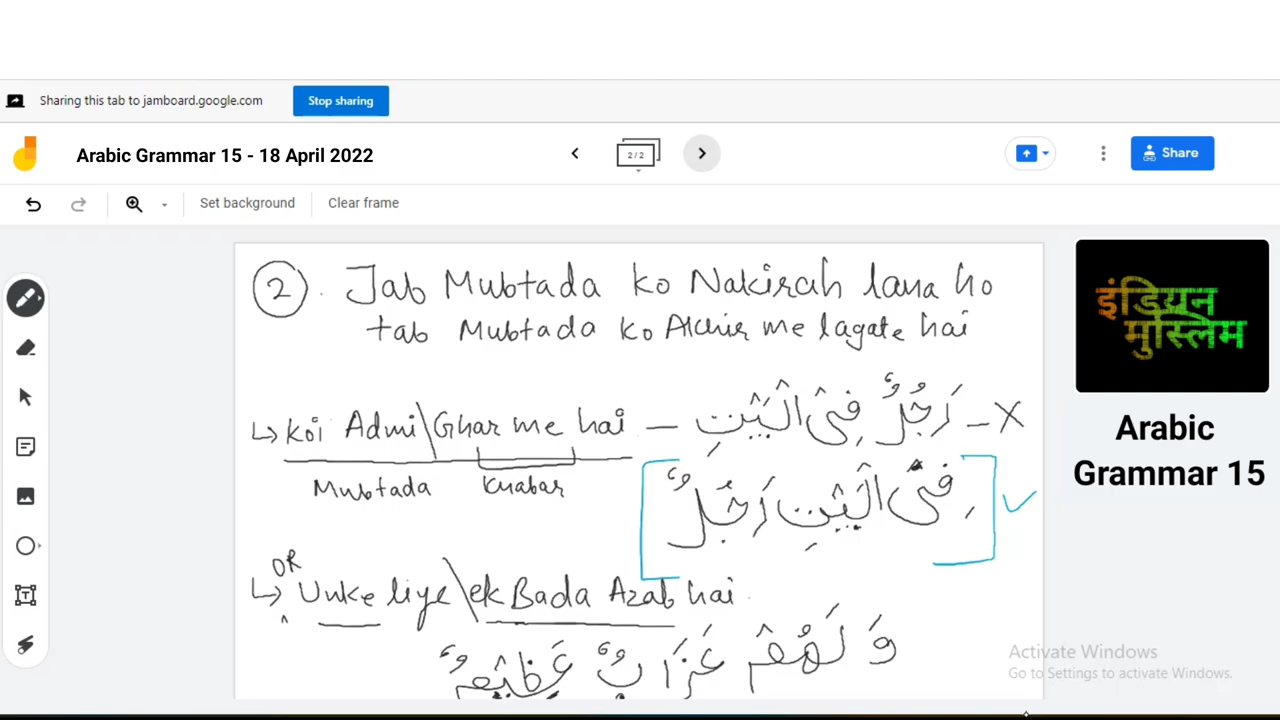 Sharing this tab to jamboard.google.com
Stop sharing
Arabic Grammar 15 - 18 April 2022
2 / 2
Share
Set background
Clear frame
② . Jab Mubtada ko Nakirah lana ho
tab Mubtada ko Akhir me lagate hai
↳ Koi Admi\Ghar me hai — رَجُلٌ فِى الْبَيْتِ - X
Mubtada Khabar
[فِى الْبَيْتِ رَجُلٌ] ✓
OR
↳ Unke liye\ek Bada Azab hai.
وَ لَهُمْ عَذَابٌ عَظِيْمٌ
इंडियन
मुस्लिम
Arabic
Grammar 15
Activate Windows
Go to Settings to activate Windows.